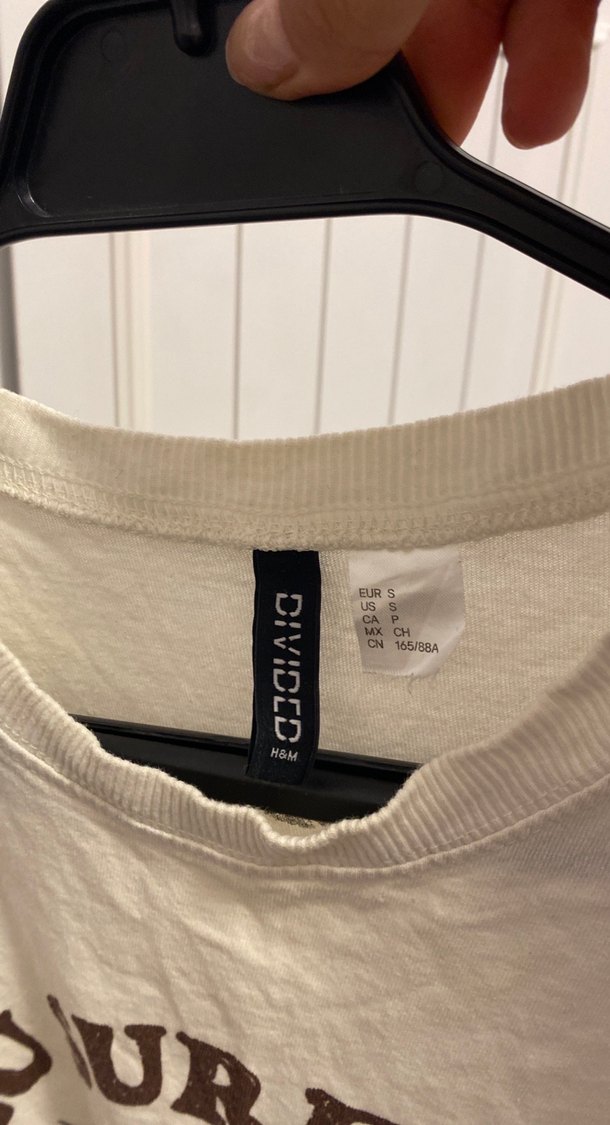 DIVIDED
H&M
EUR S
US S
CA P
MX CH
CN 165/88A